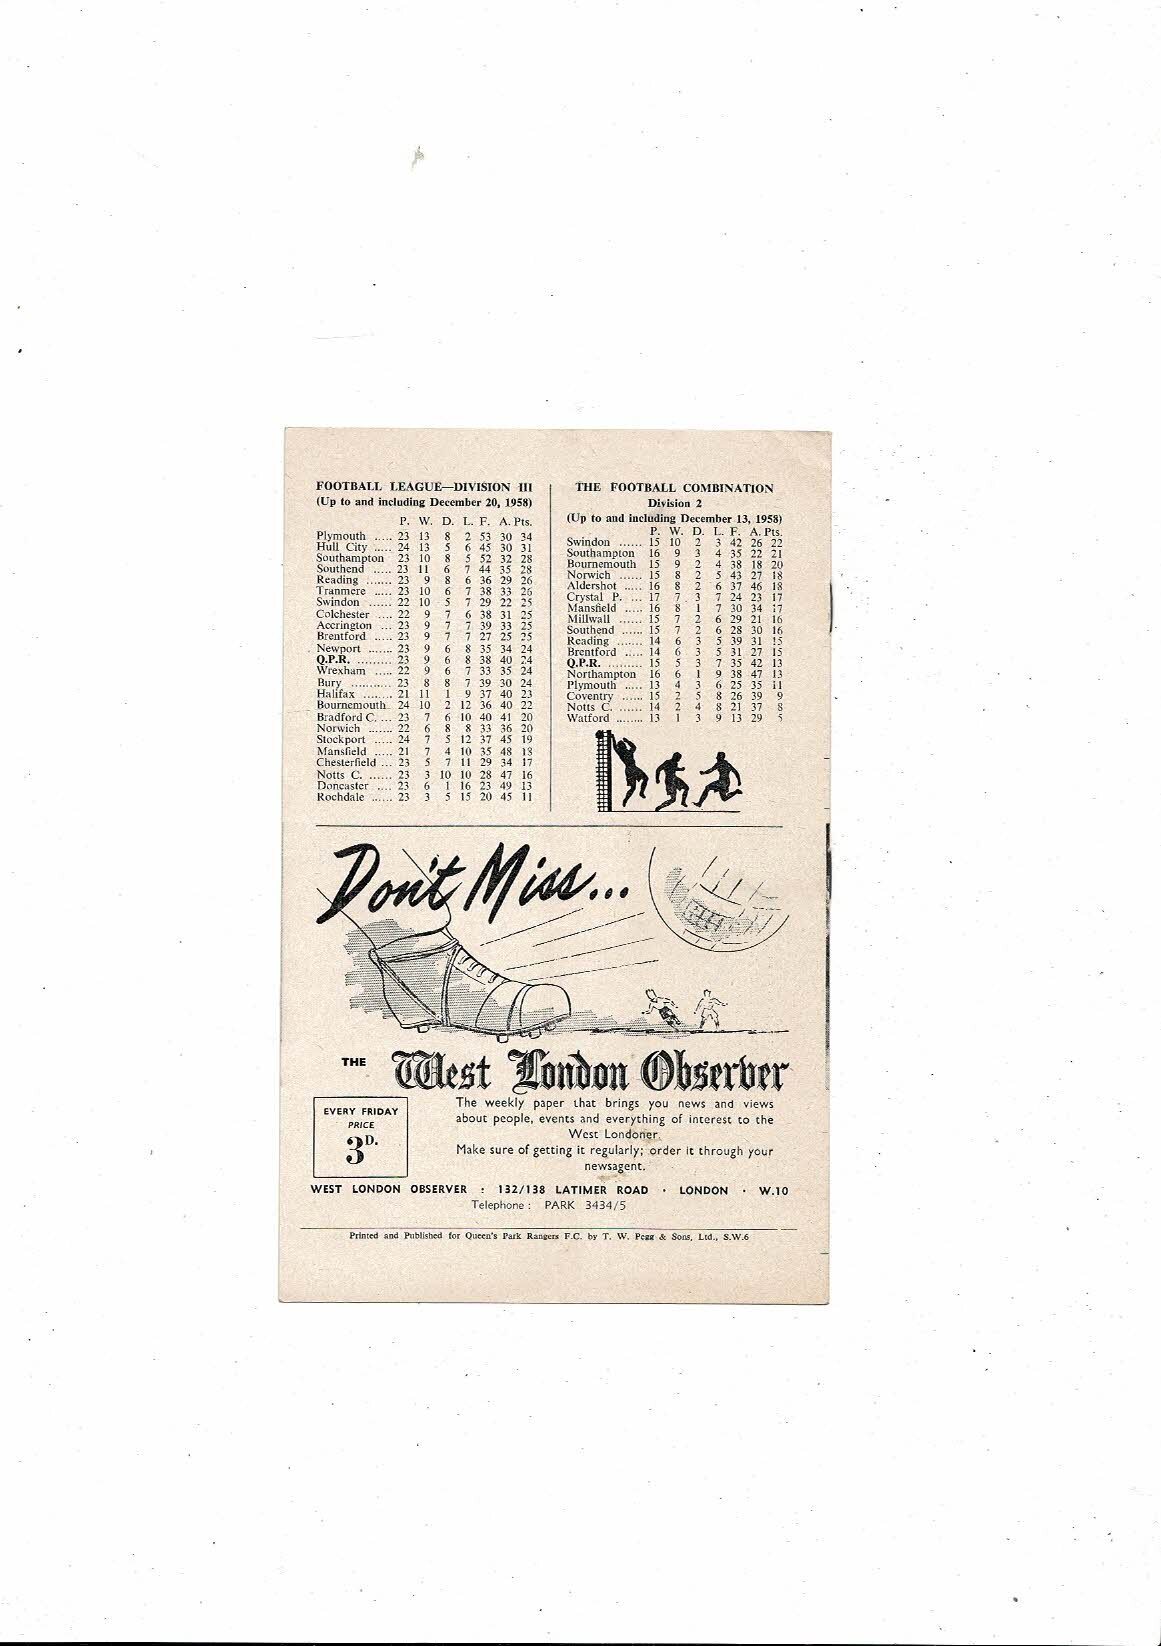 FOOTBALL LEAGUE—DIVISION III
(Up to and including December 20, 1958)
P. W. D. L. F. A. Pts.
Plymouth ..... 23 13 8 2 53 30 34
Hull City ..... 24 13 5 6 45 30 31
Southampton 23 10 8 5 52 32 28
Southend ..... 23 11 6 7 44 35 28
Reading ....... 23 9 8 6 36 29 26
Tranmere ..... 23 10 6 7 38 33 26
Swindon ...... 22 10 5 7 29 22 25
Colchester .... 22 9 7 6 38 31 25
Accrington ... 23 9 7 7 39 33 25
Brentford ..... 23 9 7 7 27 25 25
Newport ....... 23 9 6 8 35 34 24
Q.P.R. ......... 23 9 6 8 38 40 24
Wrexham ..... 22 9 6 7 33 35 24
Bury ........... 23 8 8 7 39 30 24
Halifax ........ 21 11 1 9 37 40 23
Bournemouth 24 10 2 12 36 40 22
Bradford C. ... 23 7 6 10 40 41 20
Norwich ....... 22 6 8 8 33 36 20
Stockport ..... 24 7 5 12 37 45 19
Mansfield ..... 21 7 4 10 35 48 18
Chesterfield ... 23 5 7 11 29 34 17
Notts C. ...... 23 3 10 10 28 47 16
Doncaster .... 23 6 1 16 23 49 13
Rochdale ...... 23 3 5 15 20 45 11
THE FOOTBALL COMBINATION
Division 2
(Up to and including December 13, 1958)
P. W. D. L. F. A. Pts.
Swindon ...... 15 10 2 3 42 26 22
Southampton 16 9 3 4 35 22 21
Bournemouth 15 9 2 4 38 18 20
Norwich ...... 15 8 2 5 43 27 18
Aldershot ..... 16 8 2 6 37 46 18
Crystal P. ... 17 7 3 7 24 23 17
Mansfield ..... 16 8 1 7 30 34 17
Millwall ...... 15 7 2 6 29 21 16
Southend ...... 15 7 2 6 28 30 16
Reading ....... 14 6 3 5 39 31 15
Brentford ..... 14 6 3 5 31 27 15
Q.P.R. ......... 15 5 3 7 35 42 13
Northampton 16 6 1 9 38 47 13
Plymouth ..... 13 4 3 6 25 35 11
Coventry ...... 15 2 5 8 26 39 9
Notts C. ...... 14 2 4 8 21 37 8
Watford ........ 13 1 3 9 13 29 5
Don't Miss...
THE West London Observer
EVERY FRIDAY
PRICE
3D.
The weekly paper that brings you news and views
about people, events and everything of interest to the
West Londoner.
Make sure of getting it regularly; order it through your
newsagent.
WEST LONDON OBSERVER : 132/138 LATIMER ROAD · LONDON · W.10
Telephone : PARK 3434/5
Printed and Published for Queen's Park Rangers F.C. by T. W. Pegg & Sons, Ltd., S.W.6